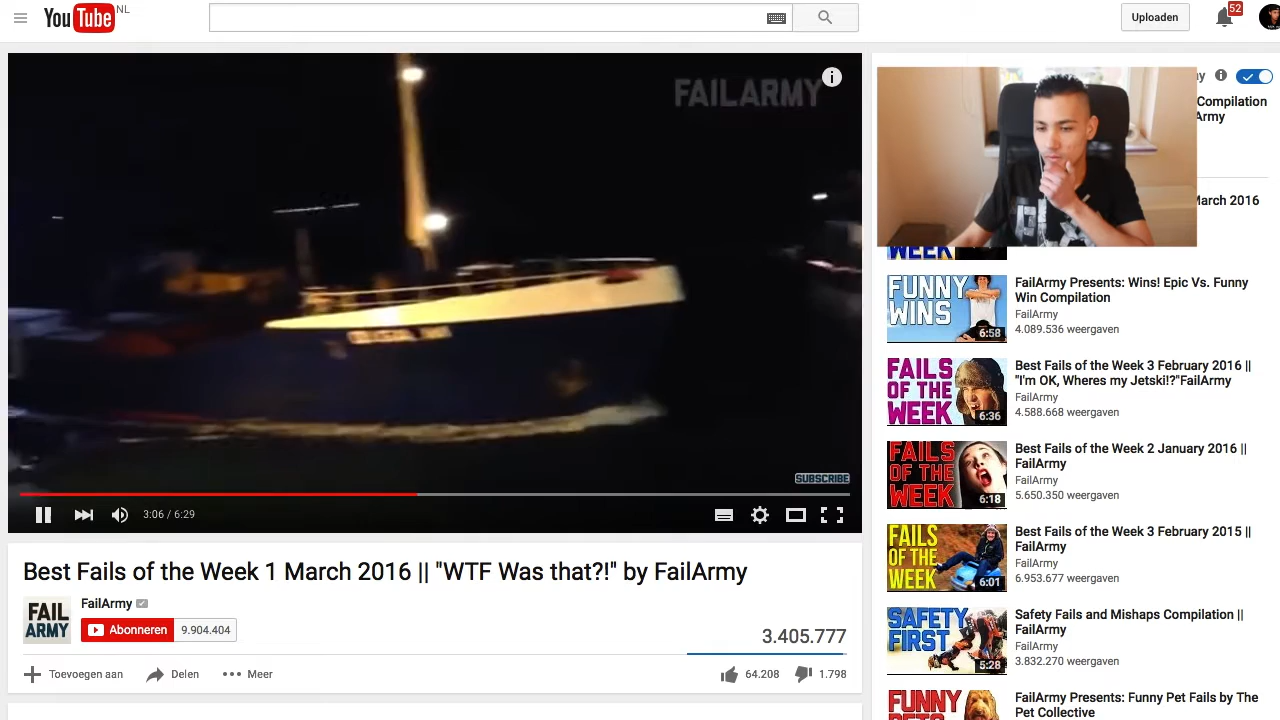 YouTube NL
Uploaden
52
FAILARMY
SUBSCRIBE
3:06 / 6:29
Best Fails of the Week 1 March 2016 || "WTF Was that?!" by FailArmy
FAIL
ARMY
FailArmy
Abonneren 9.904.404
3.405.777
Toevoegen aan Delen Meer
64.208 1.798
Compilation
March 2016
WEEK
FUNNY
WINS
6:58
FailArmy Presents: Wins! Epic Vs. Funny
Win Compilation
FailArmy
4.089.536 weergaven
FAILS
OF THE
WEEK
6:36
Best Fails of the Week 3 February 2016 ||
"I'm OK, Wheres my Jetski!?"FailArmy
FailArmy
4.588.668 weergaven
FAILS
OF THE
WEEK
6:18
Best Fails of the Week 2 January 2016 ||
FailArmy
FailArmy
5.650.350 weergaven
FAILS
OF THE
WEEK
6:01
Best Fails of the Week 3 February 2015 ||
FailArmy
FailArmy
6.953.677 weergaven
SAFETY
FIRST
5:28
Safety Fails and Mishaps Compilation ||
FailArmy
FailArmy
3.832.270 weergaven
FUNNY
PETS
FailArmy Presents: Funny Pet Fails by The
Pet Collective